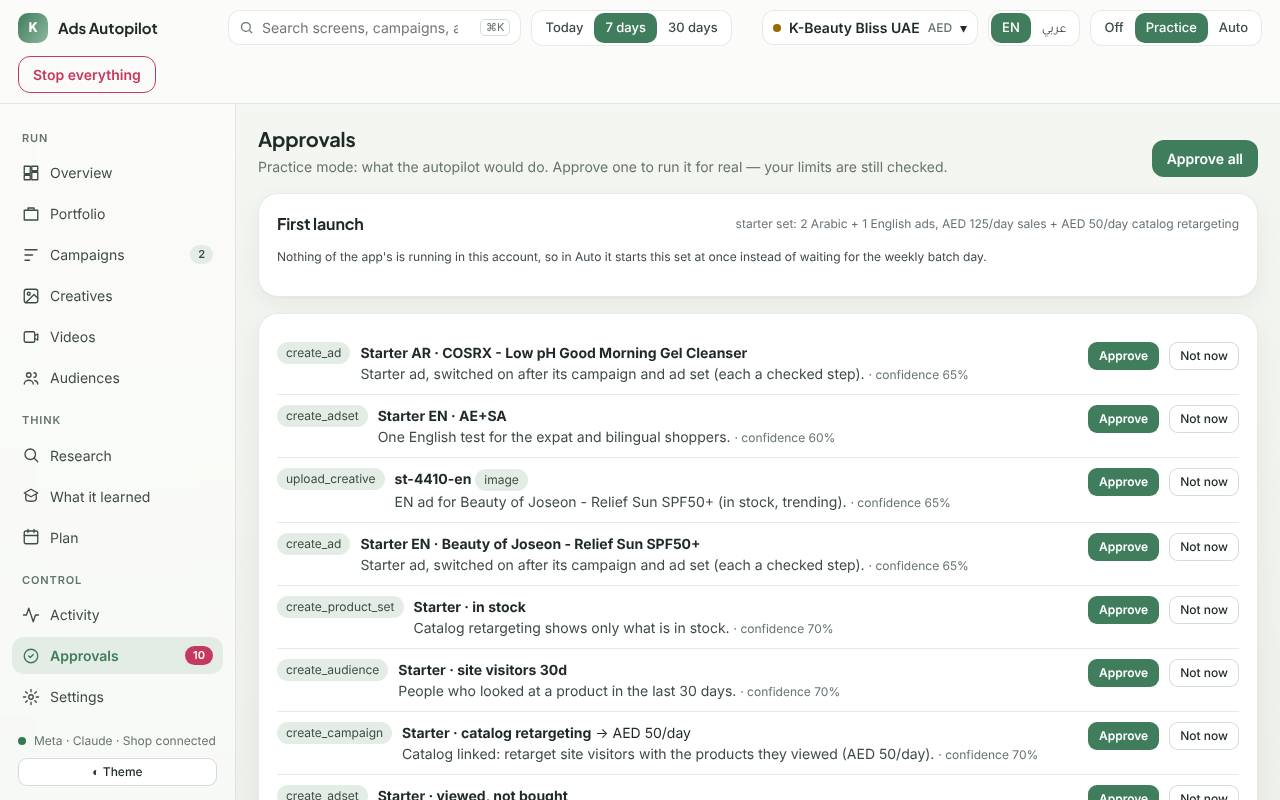 K Ads Autopilot
Search screens, campaigns, a ⌘K
Today 7 days 30 days
K-Beauty Bliss UAE AED ▾
EN عربي
Off Practice Auto
Stop everything
RUN
Overview
Portfolio
Campaigns 2
Creatives
Videos
Audiences
THINK
Research
What it learned
Plan
CONTROL
Activity
Approvals 10
Settings
Meta · Claude · Shop connected
Theme
Approvals
Practice mode: what the autopilot would do. Approve one to run it for real — your limits are still checked.
Approve all
First launch
starter set: 2 Arabic + 1 English ads, AED 125/day sales + AED 50/day catalog retargeting
Nothing of the app's is running in this account, so in Auto it starts this set at once instead of waiting for the weekly batch day.
create_ad Starter AR · COSRX - Low pH Good Morning Gel Cleanser Approve Not now
Starter ad, switched on after its campaign and ad set (each a checked step). · confidence 65%
create_adset Starter EN · AE+SA Approve Not now
One English test for the expat and bilingual shoppers. · confidence 60%
upload_creative st-4410-en image Approve Not now
EN ad for Beauty of Joseon - Relief Sun SPF50+ (in stock, trending). · confidence 65%
create_ad Starter EN · Beauty of Joseon - Relief Sun SPF50+ Approve Not now
Starter ad, switched on after its campaign and ad set (each a checked step). · confidence 65%
create_product_set Starter · in stock Approve Not now
Catalog retargeting shows only what is in stock. · confidence 70%
create_audience Starter · site visitors 30d Approve Not now
People who looked at a product in the last 30 days. · confidence 70%
create_campaign Starter · catalog retargeting → AED 50/day Approve Not now
Catalog linked: retarget site visitors with the products they viewed (AED 50/day). · confidence 70%
create_adset Starter · viewed, not bought Approve Not now